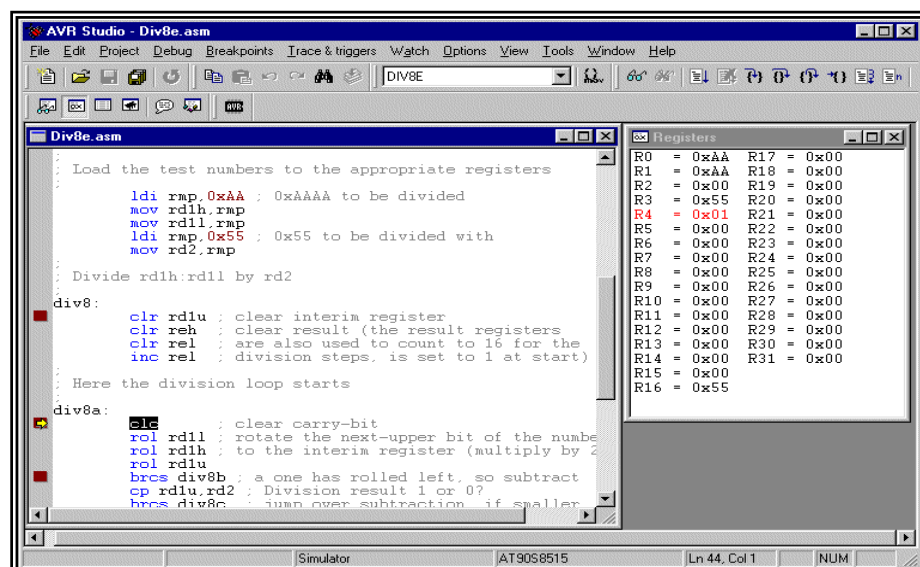 AVR Studio - Div8e.asm
File Edit Project Debug Breakpoints Trace & triggers Watch Options View Tools Window Help
DIV8E
AVR
Div8e.asm
;
; Load the test numbers to the appropriate registers
;
ldi rmp,0xAA ; 0xAAAA to be divided
mov rd1h,rmp
mov rd1l,rmp
ldi rmp,0x55 ; 0x55 to be divided with
mov rd2,rmp
;
; Divide rd1h:rd1l by rd2
;
div8:
clr rd1u ; clear interim register
clr reh ; clear result (the result registers
clr rel ; are also used to count to 16 for the
inc rel ; division steps, is set to 1 at start)
;
; Here the division loop starts
;
div8a:
clc ; clear carry-bit
rol rd1l ; rotate the next-upper bit of the numbe
rol rd1h ; to the interim register (multiply by 2
rol rd1u
brcs div8b ; a one has rolled left, so subtract
cp rd1u,rd2 ; Division result 1 or 0?
brcs div8c ; jump over subtraction, if smaller
Registers
R0 = 0xAA R17 = 0x00
R1 = 0xAA R18 = 0x00
R2 = 0x00 R19 = 0x00
R3 = 0x55 R20 = 0x00
R4 = 0x01 R21 = 0x00
R5 = 0x00 R22 = 0x00
R6 = 0x00 R23 = 0x00
R7 = 0x00 R24 = 0x00
R8 = 0x00 R25 = 0x00
R9 = 0x00 R26 = 0x00
R10 = 0x00 R27 = 0x00
R11 = 0x00 R28 = 0x00
R12 = 0x00 R29 = 0x00
R13 = 0x00 R30 = 0x00
R14 = 0x00 R31 = 0x00
R15 = 0x00
R16 = 0x55
Simulator AT90S8515 Ln 44, Col 1 NUM